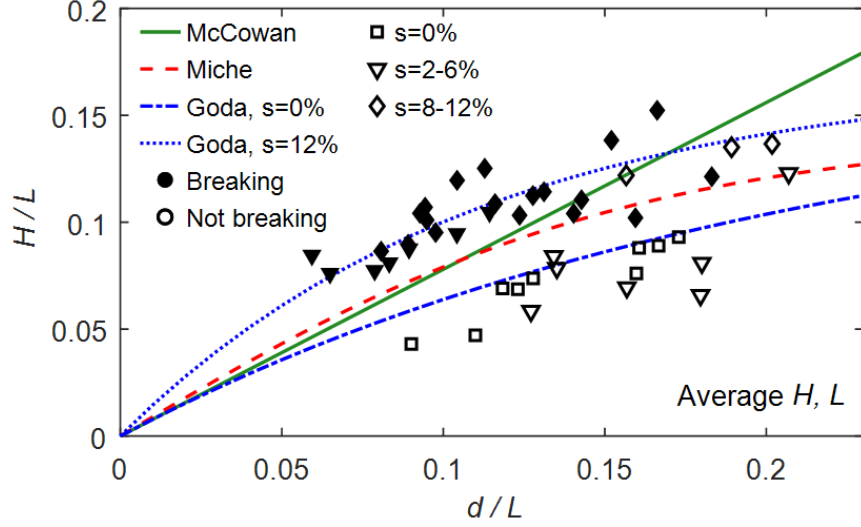 0.2
0.15
0.1
0.05
0
H / L
McCowan
Miche
Goda, s=0%
Goda, s=12%
Breaking
Not breaking
s=0%
s=2-6%
s=8-12%
Average H, L
0
0.05
0.1
0.15
0.2
d / L